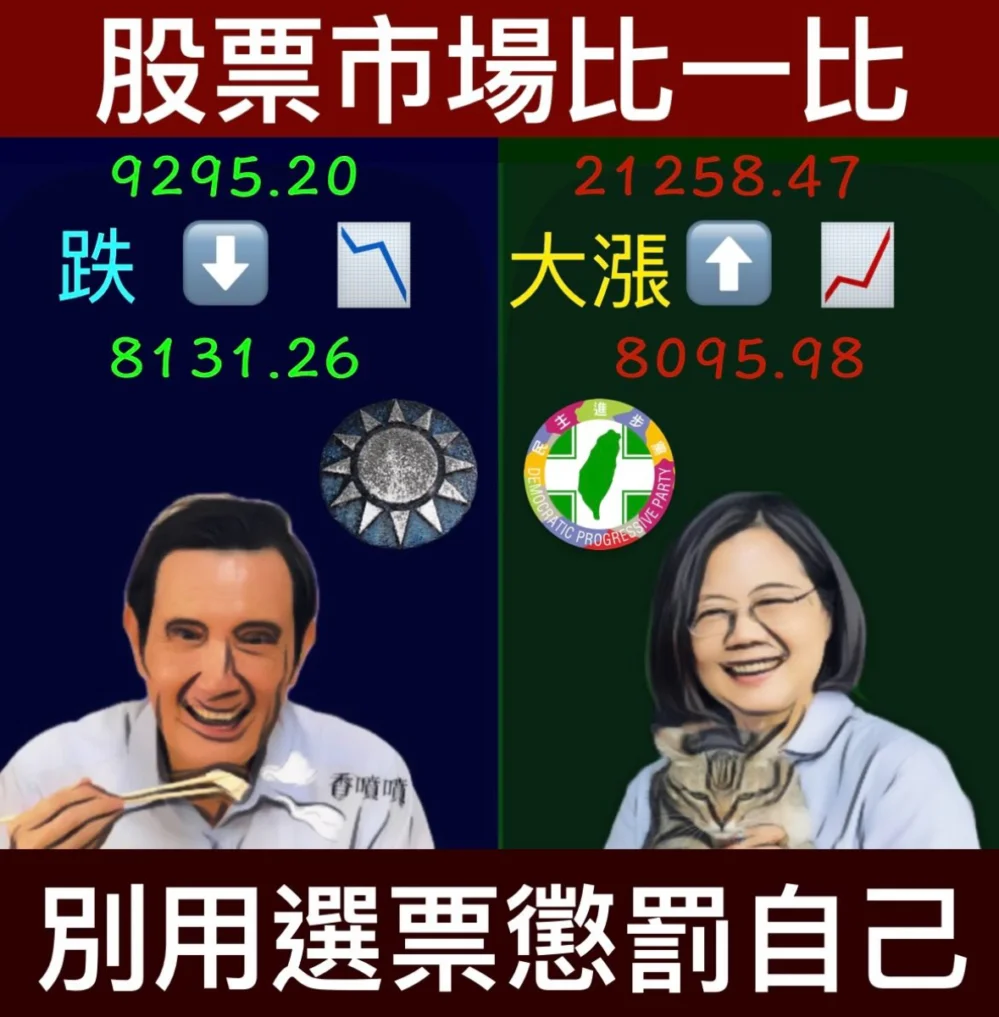 股票市場比一比
9295.20
跌
8131.26
21258.47
大漲
8095.98
民主進步黨
DEMOCRATIC PROGRESSIVE PARTY
香噴噴
別用選票懲罰自己